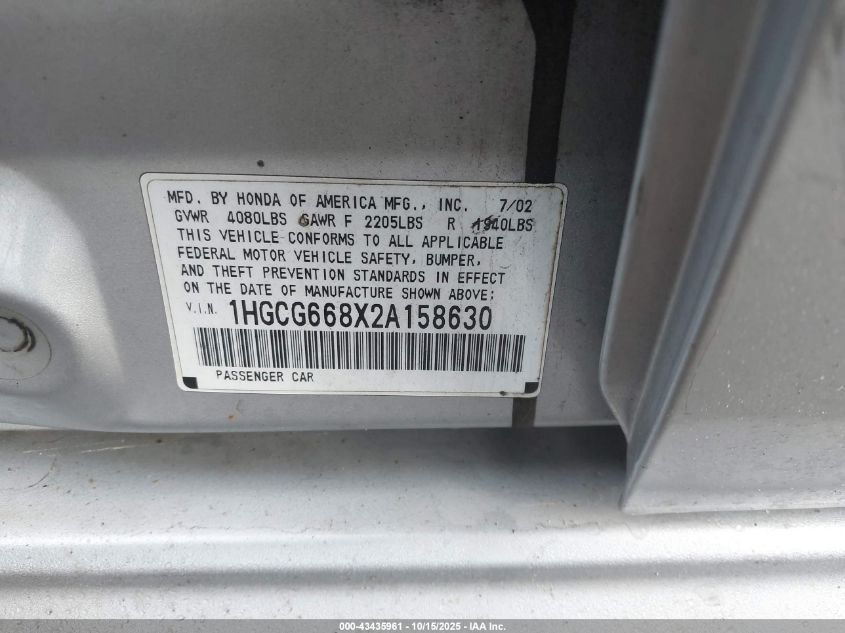 MFD. BY HONDA OF AMERICA MFG., INC. 7/02
GVWR 4080LBS GAWR F 2205LBS R 1940LBS
THIS VEHICLE CONFORMS TO ALL APPLICABLE
FEDERAL MOTOR VEHICLE SAFETY, BUMPER,
AND THEFT PREVENTION STANDARDS IN EFFECT
ON THE DATE OF MANUFACTURE SHOWN ABOVE:
V.I.N. 1HGCG668X2A158630
PASSENGER CAR
000-43435961 - 10/15/2025 - IAA Inc.